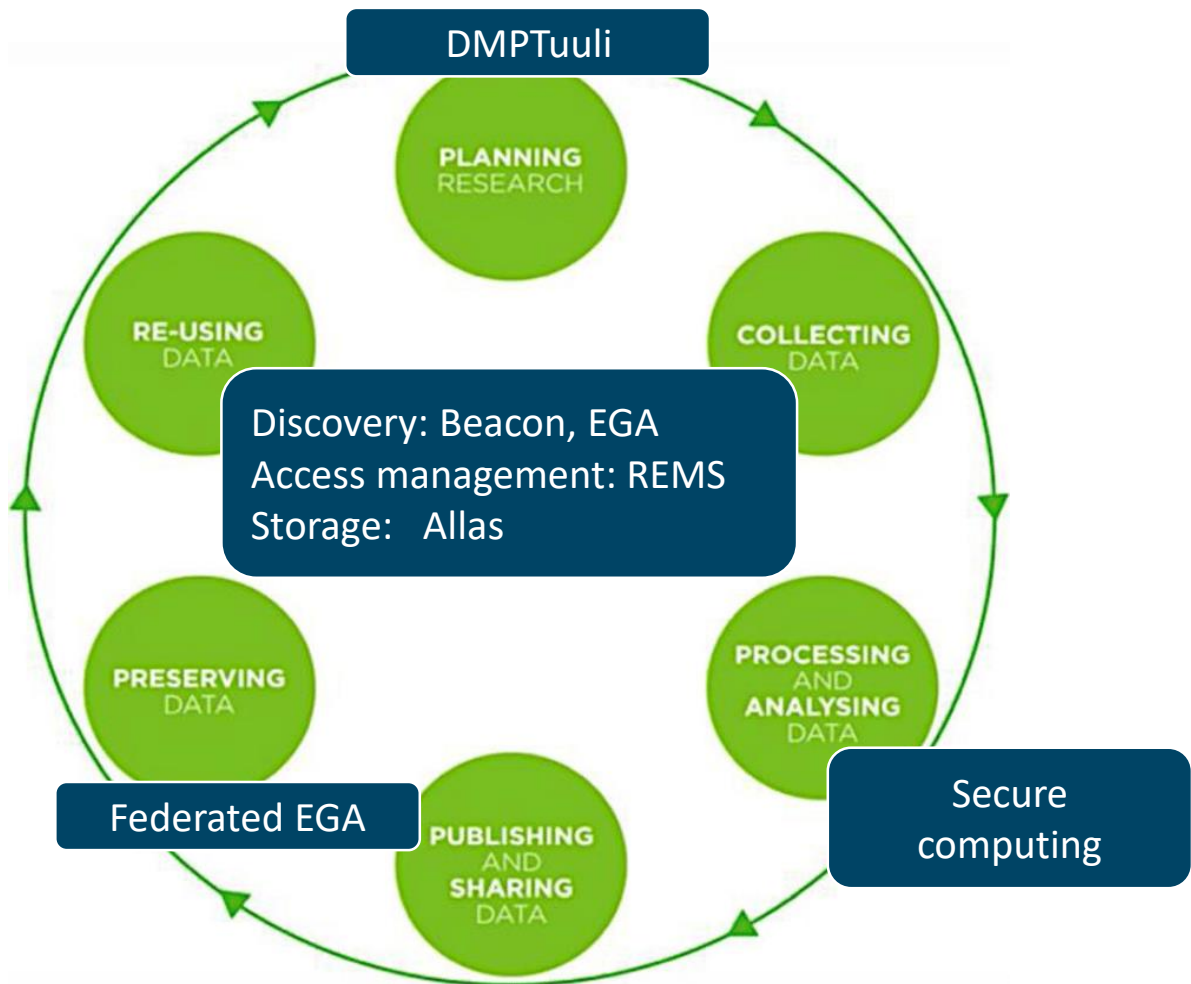 DMPTuuli
PLANNING
RESEARCH
RE-USING
DATA
COLLECTING
DATA
Discovery: Beacon, EGA
Access management: REMS
Storage: Allas
PRESERVING
DATA
PROCESSING
AND
ANALYSING
DATA
Federated EGA
Secure
computing
PUBLISHING
AND
SHARING
DATA